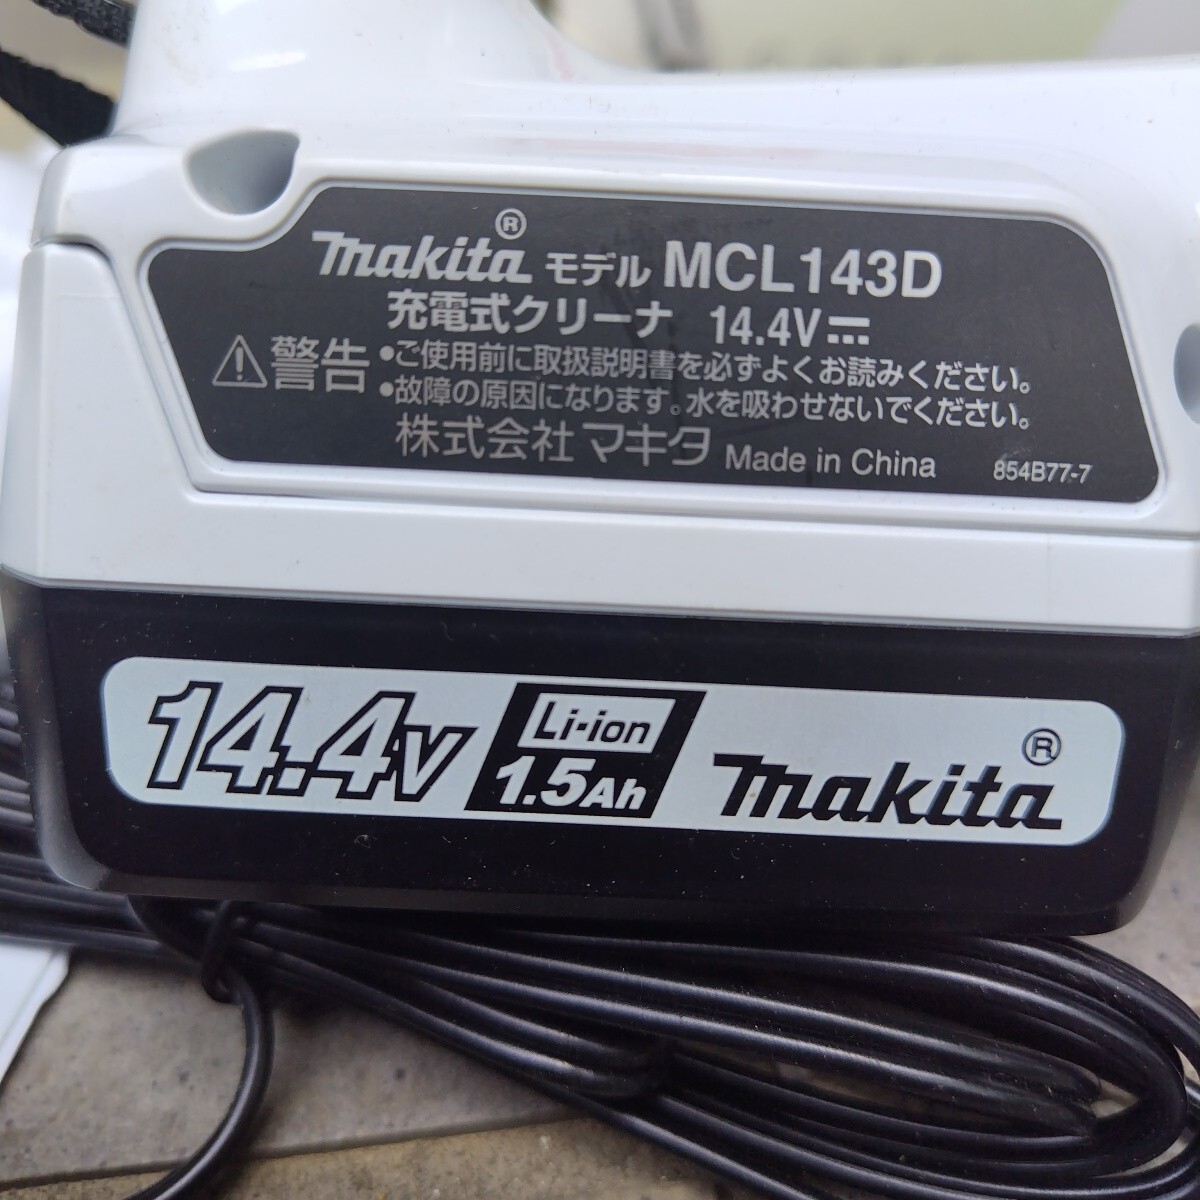 makita® モデル MCL143D
充電式クリーナ 14.4V
警告 •ご使用前に取扱説明書を必ずよくお読みください。
•故障の原因になります。水を吸わせないでください。
株式会社 マキタ Made in China 854B77-7
14.4V Li-ion 1.5Ah makita®